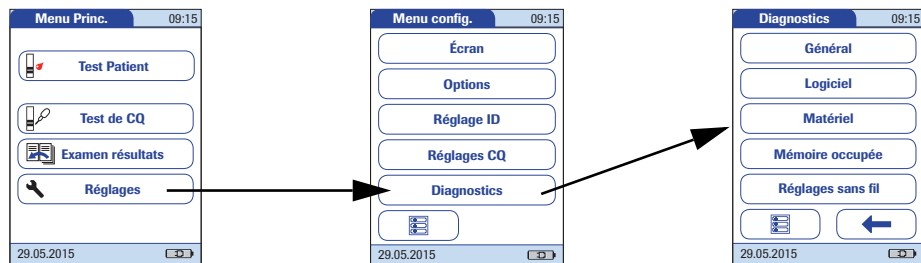 Menu Princ. 09:15
Test Patient
Test de CQ
Examen résultats
Réglages
29.05.2015
Menu config. 09:15
Écran
Options
Réglage ID
Réglages CQ
Diagnostics
29.05.2015
Diagnostics 09:15
Général
Logiciel
Matériel
Mémoire occupée
Réglages sans fil
29.05.2015